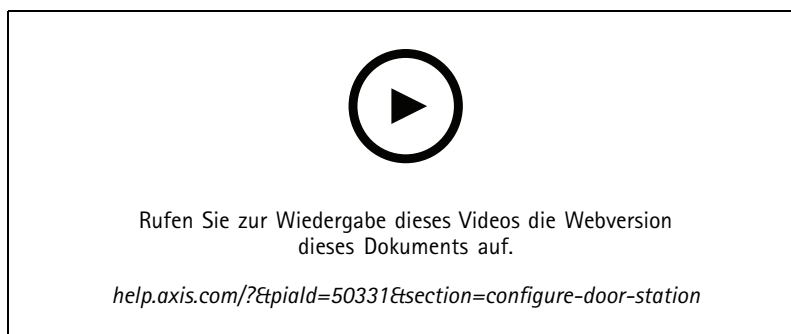 Rufen Sie zur Wiedergabe dieses Videos die Webversion
dieses Dokuments auf.
help.axis.com/?&piaId=50331&section=configure-door-station